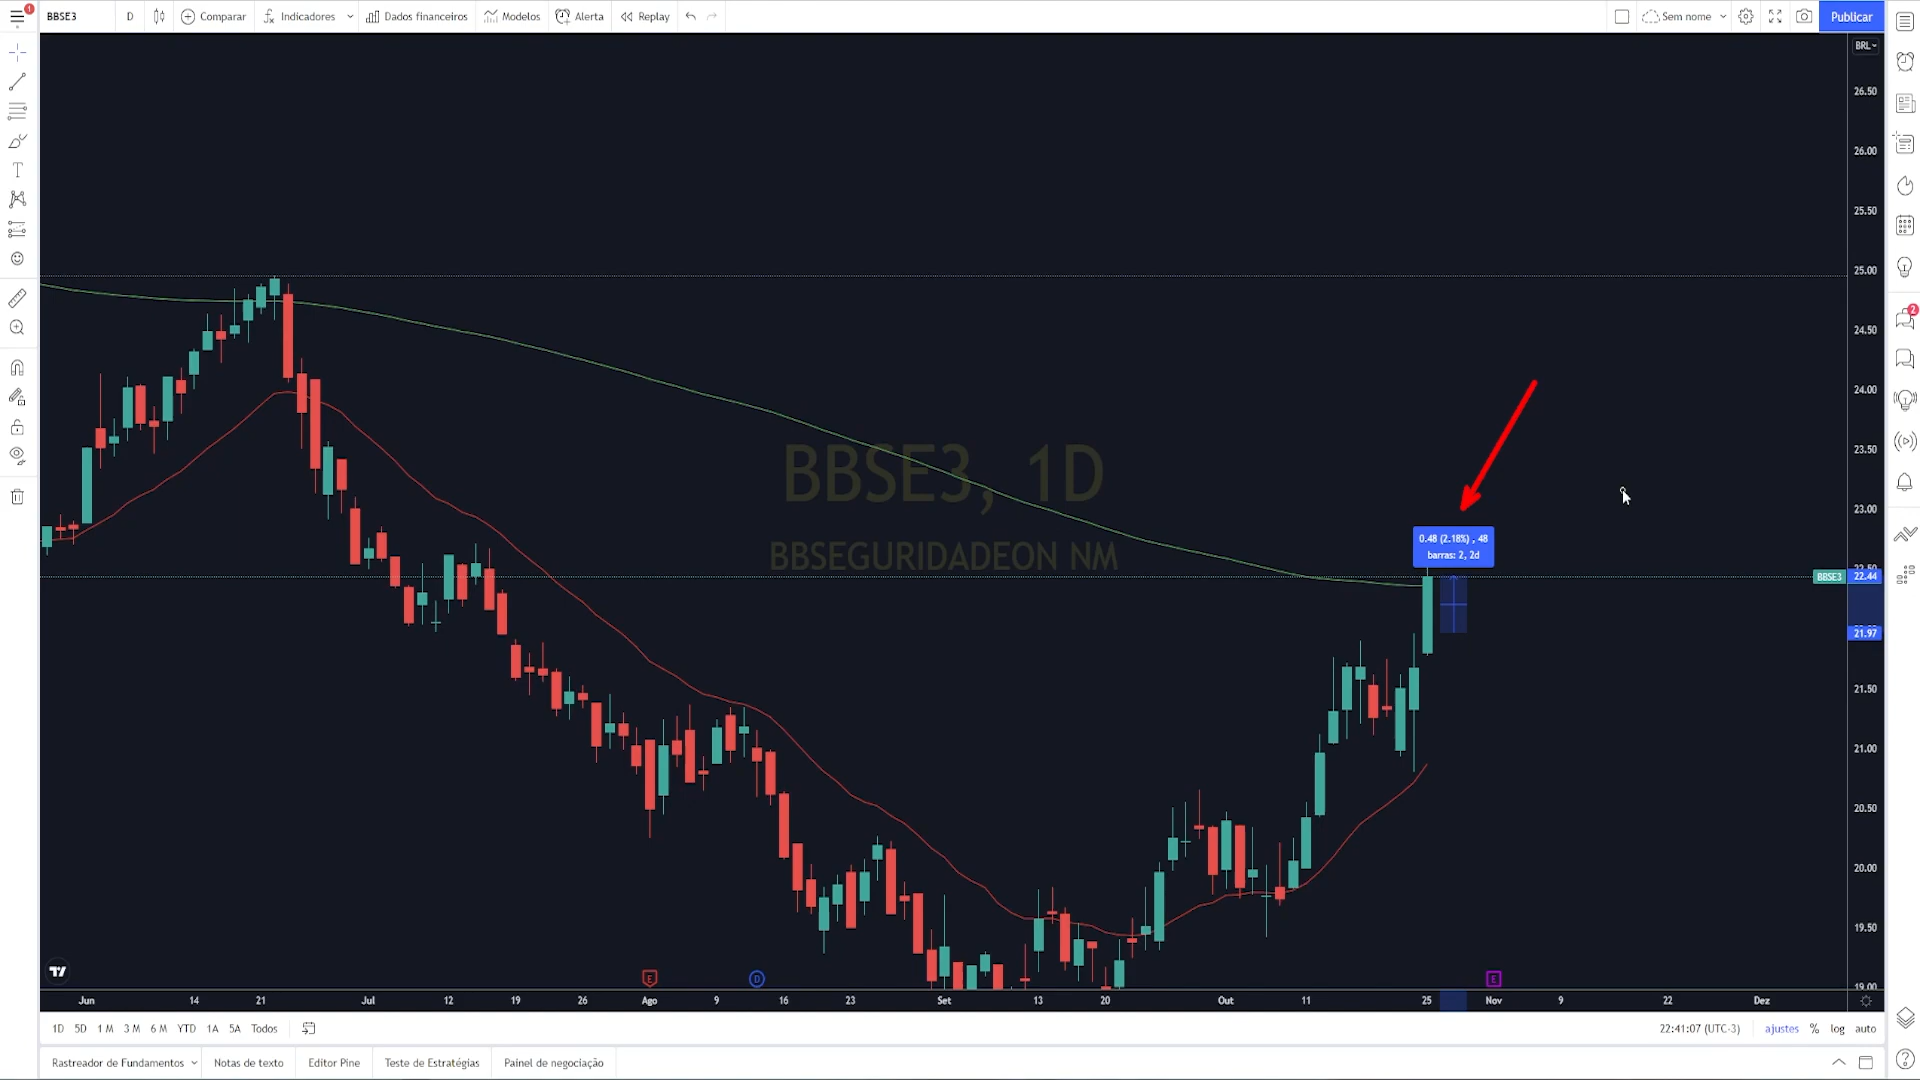 1
BBSE3
D
Comparar
Indicadores
Dados financeiros
Modelos
Alerta
Replay
Sem nome
Publicar
BRL
26.50
26.00
25.50
25.00
24.50
24.00
23.50
23.00
BBSE3, 1D
BBSEGURIDADEON NM
0.48 (2.18%) , 48
barras: 2, 2d
BBSE3 22.44
21.97
21.50
21.00
20.50
20.00
19.50
19.00
E
D
E
Jun 14 21 Jul 12 19 26 Ago 9 16 23 Set 13 20 Out 11 25 Nov 9 22 Dez
1D 5D 1 M 3 M 6 M YTD 1A 5A Todos
22:41:07 (UTC-3) ajustes % log auto
Rastreador de Fundamentos Notas de texto Editor Pine Teste de Estratégias Painel de negociação
2